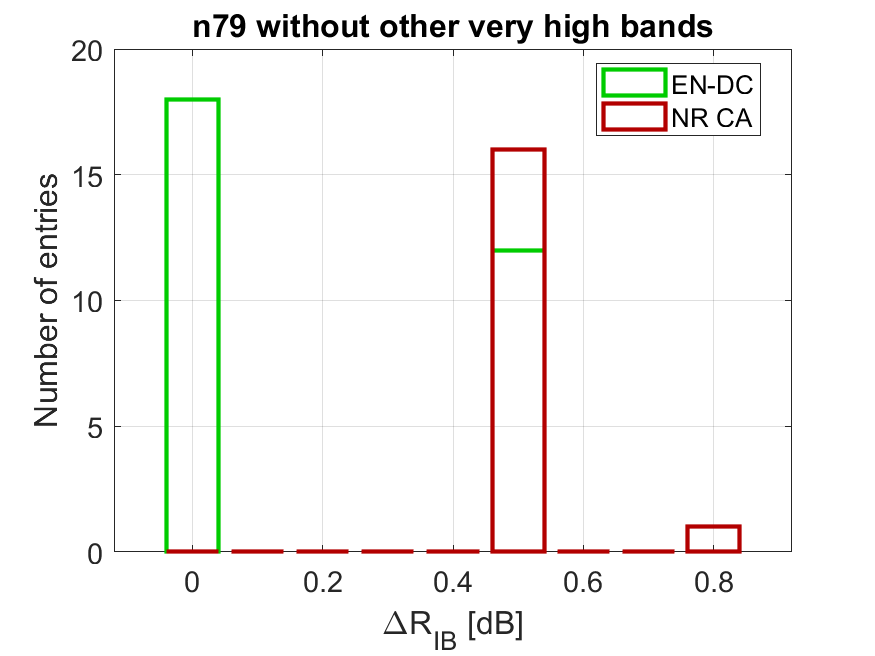 n79 without other very high bands
EN-DC
NR CA
Number of entries
20
15
10
5
0
0 0.2 0.4 0.6 0.8
ΔR_IB [dB]